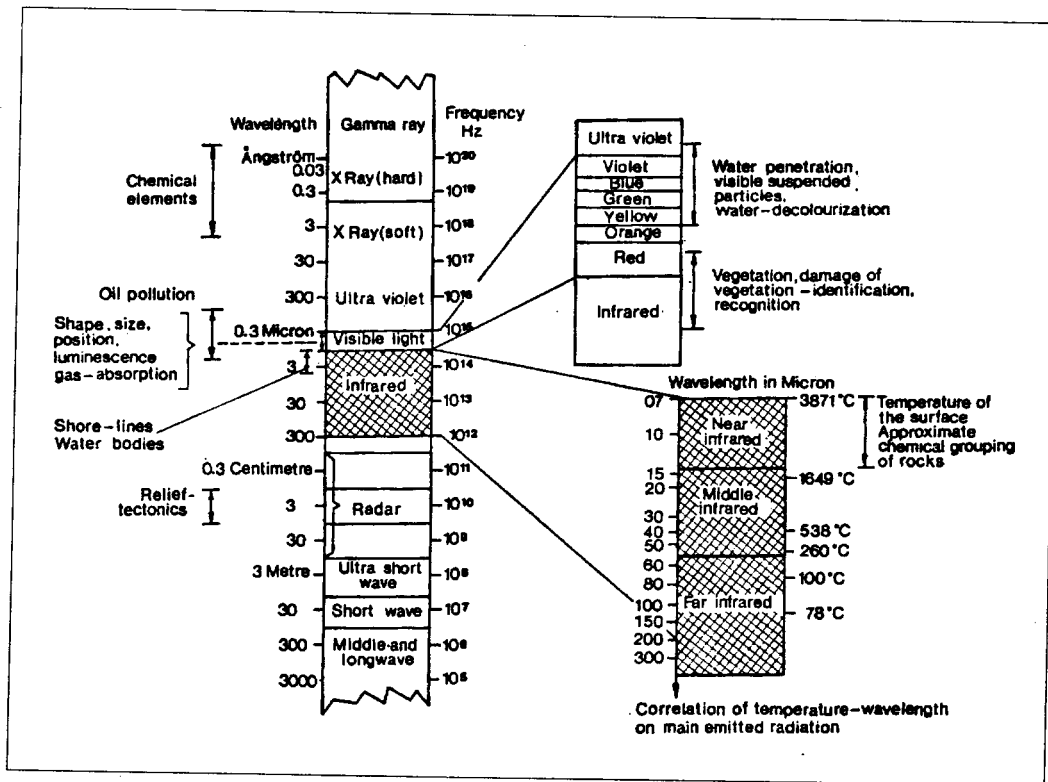 Wavelength
Gamma ray
Frequency
Hz
Ångström
0.03
0.3
3
30
300
0.3 Micron
3
30
300
0.3 Centimetre
3
30
3 Metre
30
300
3000
X Ray (hard)
X Ray (soft)
Ultra violet
Visible light
Infrared
Radar
Ultra short
wave
Short wave
Middle-and
longwave
10²⁰
10¹⁹
10¹⁸
10¹⁷
10¹⁶
10¹⁵
10¹⁴
10¹³
10¹²
10¹¹
10¹⁰
10⁹
10⁸
10⁷
10⁶
10⁵
Chemical
elements
Oil pollution
Shape, size,
position,
luminescence
gas-absorption
Shore-lines
Water bodies
Relief-
tectonics
Ultra violet
Violet
Blue
Green
Yellow
Orange
Red
Infrared
Water penetration,
visible suspended
particles,
water-decolourization
Vegetation, damage of
vegetation-identification,
recognition
Wavelength in Micron
07
10
15
20
30
40
50
60
80
100
150
200
300
Near
infrared
Middle
infrared
Far infrared
3871 °C
1649 °C
538 °C
260 °C
100 °C
78 °C
Temperature of
the surface
Approximate
chemical grouping
of rocks
Correlation of temperature-wavelength
on main emitted radiation